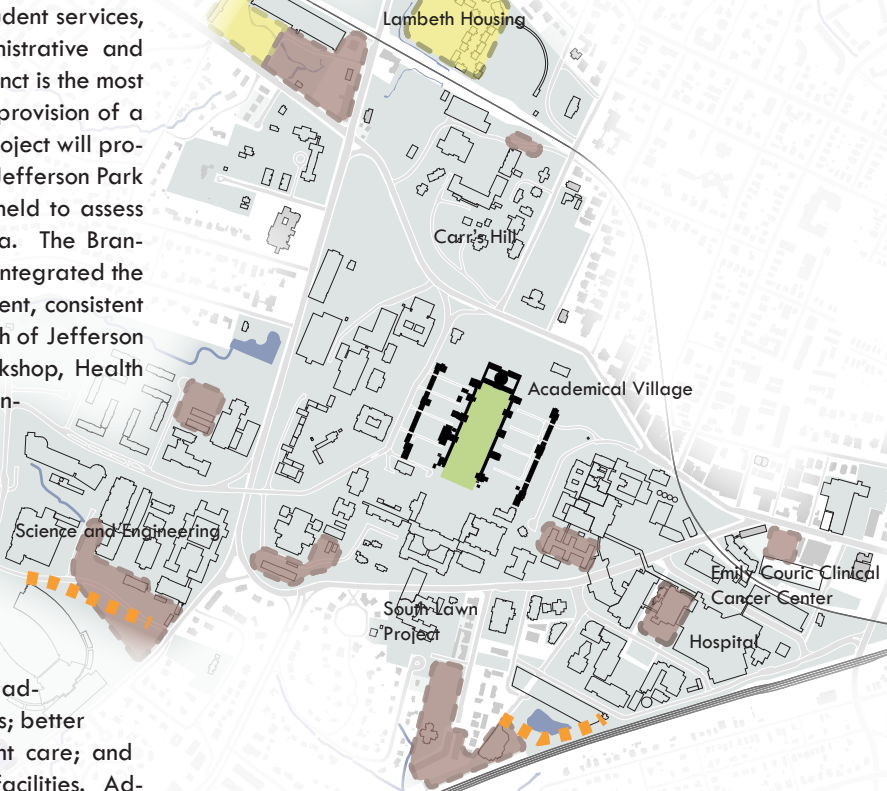 udent services,
nistrative and
nct is the most
provision of a
oject will pro-
Jefferson Park
held to assess
a. The Bran-
integrated the
ent, consistent
h of Jefferson
kshop, Health
n-
ad-
s; better
nt care; and
facilities. Ad-
Lambeth Housing
Carr's Hill
Academical Village
Science and Engineering
South Lawn
Project
Emily Couric Clinical
Cancer Center
Hospital